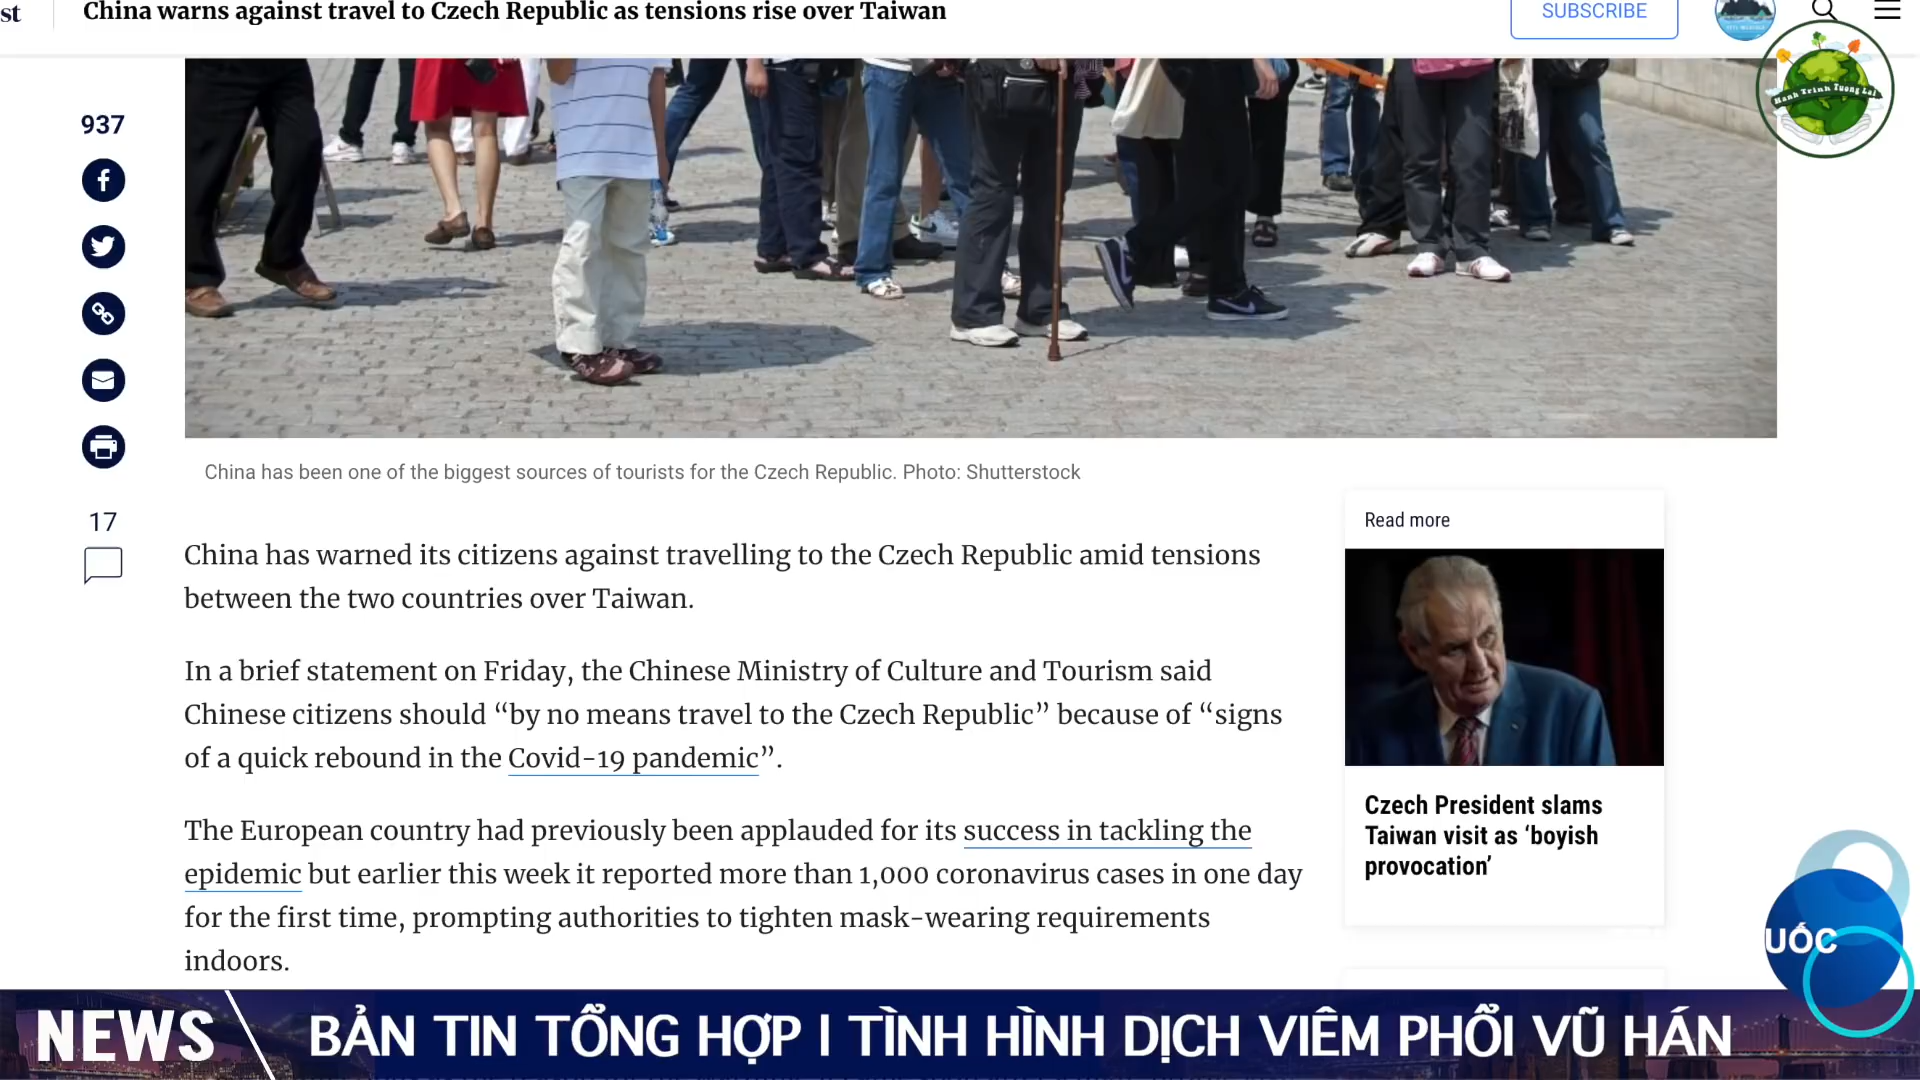 st
China warns against travel to Czech Republic as tensions rise over Taiwan
SUBSCRIBE
Hanh Trinh Tuong Lai
937
China has been one of the biggest sources of tourists for the Czech Republic. Photo: Shutterstock
17
China has warned its citizens against travelling to the Czech Republic amid tensions
between the two countries over Taiwan.
In a brief statement on Friday, the Chinese Ministry of Culture and Tourism said
Chinese citizens should “by no means travel to the Czech Republic” because of “signs
of a quick rebound in the Covid-19 pandemic”.
The European country had previously been applauded for its success in tackling the
epidemic but earlier this week it reported more than 1,000 coronavirus cases in one day
for the first time, prompting authorities to tighten mask-wearing requirements
indoors.
Read more
Czech President slams
Taiwan visit as ‘boyish
provocation’
UỐC
NEWS
BẢN TIN TỔNG HỢP | TÌNH HÌNH DỊCH VIÊM PHỔI VŨ HÁN